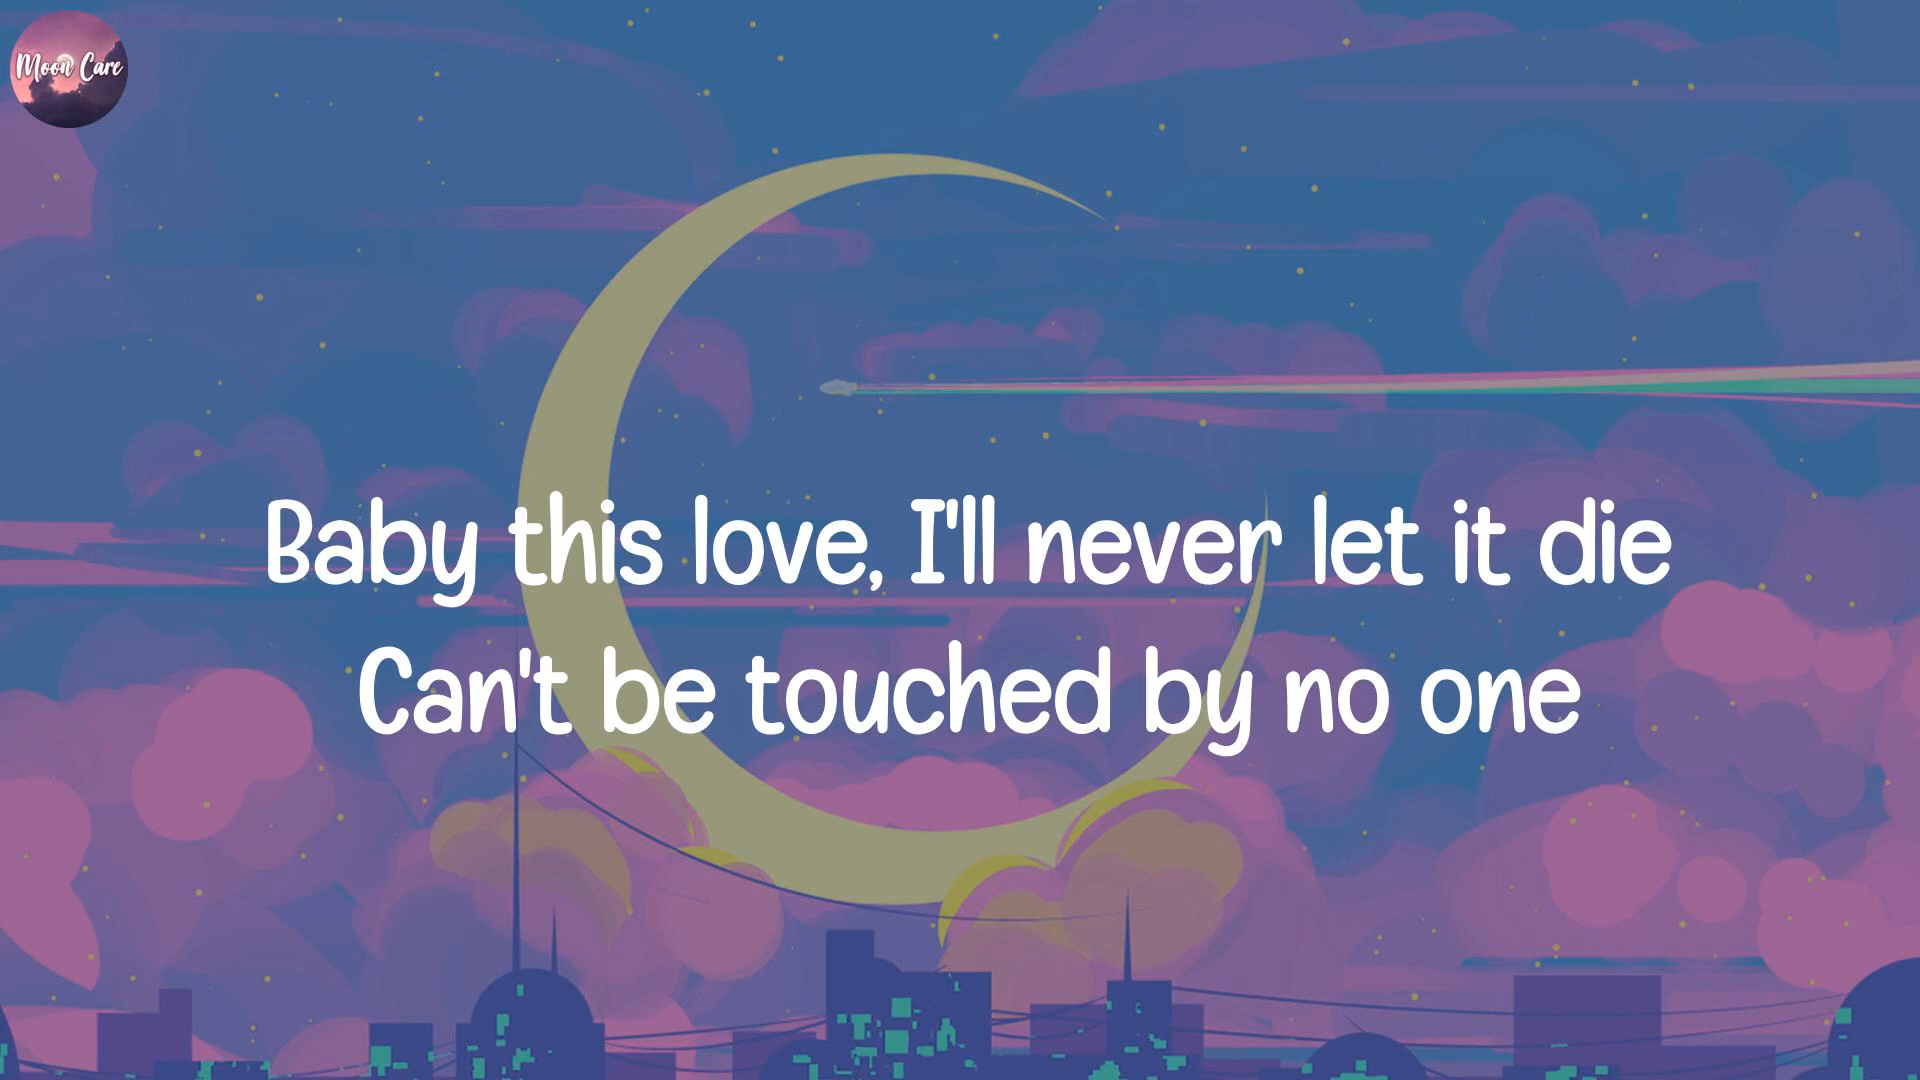 Moon Care
Baby this love, I'll never let it die
Can't be touched by no one